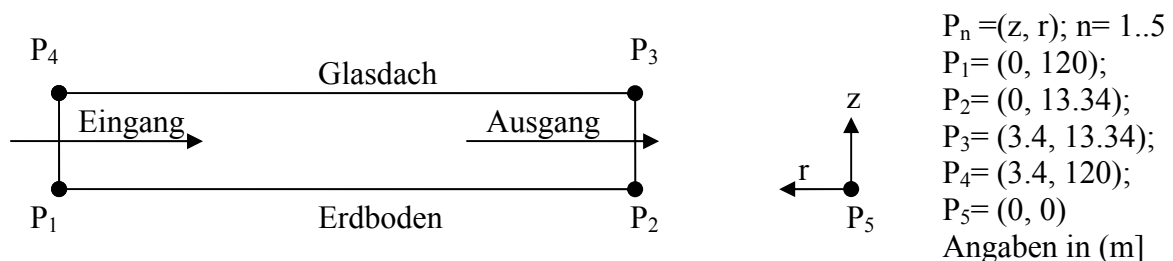 P4
P3
Glasdach
Eingang
Ausgang
z
r
P1
Erdboden
P2
P5
Pn =(z, r); n= 1..5
P1= (0, 120);
P2= (0, 13.34);
P3= (3.4, 13.34);
P4= (3.4, 120);
P5= (0, 0)
Angaben in (m]